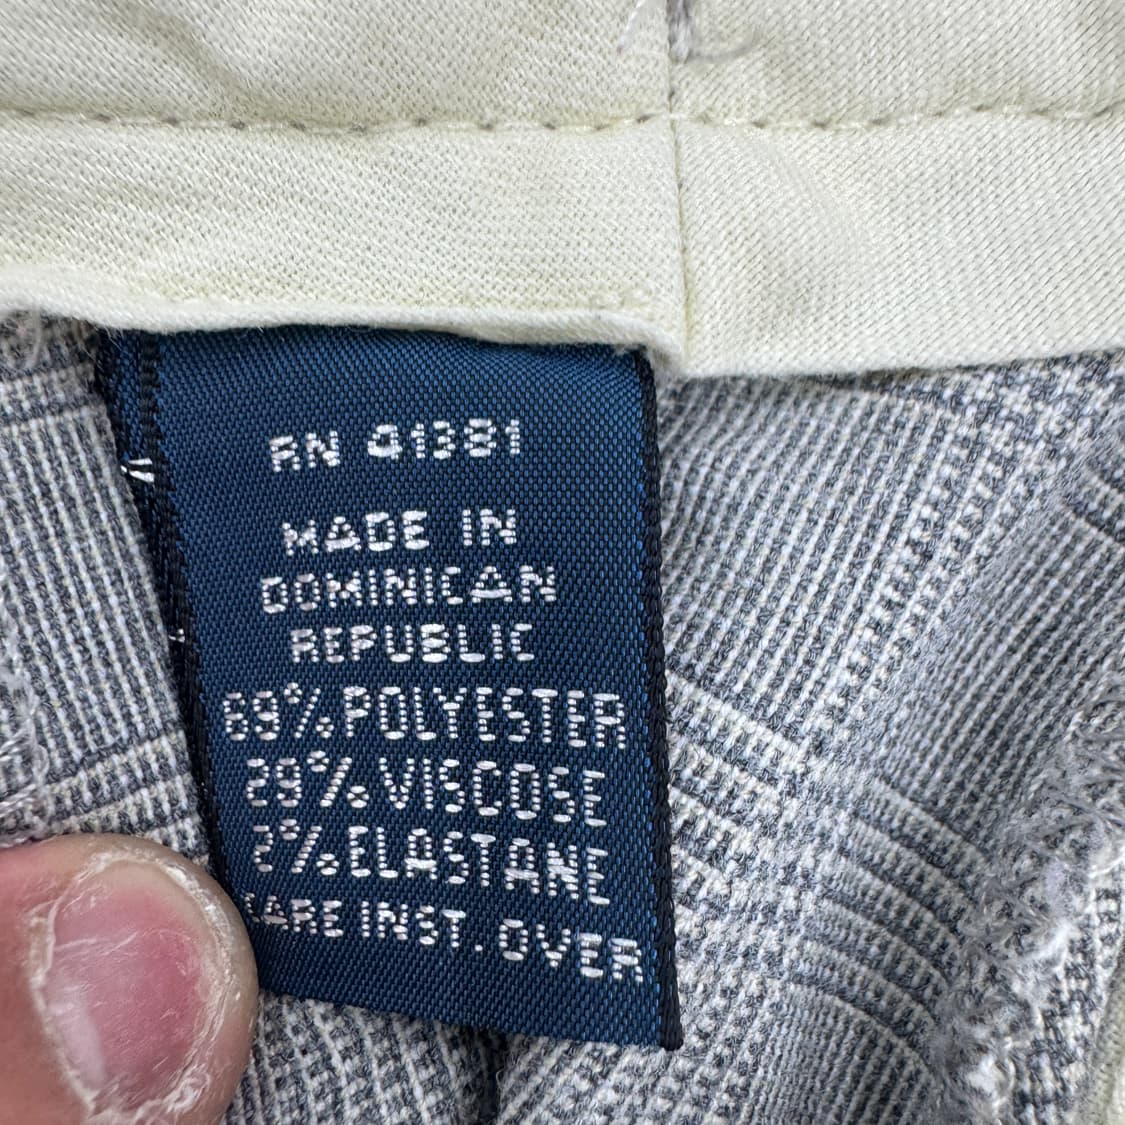 RN 41381
MADE IN
DOMINICAN
REPUBLIC
69% POLYESTER
29% VISCOSE
2% ELASTANE
CARE INST. OVER